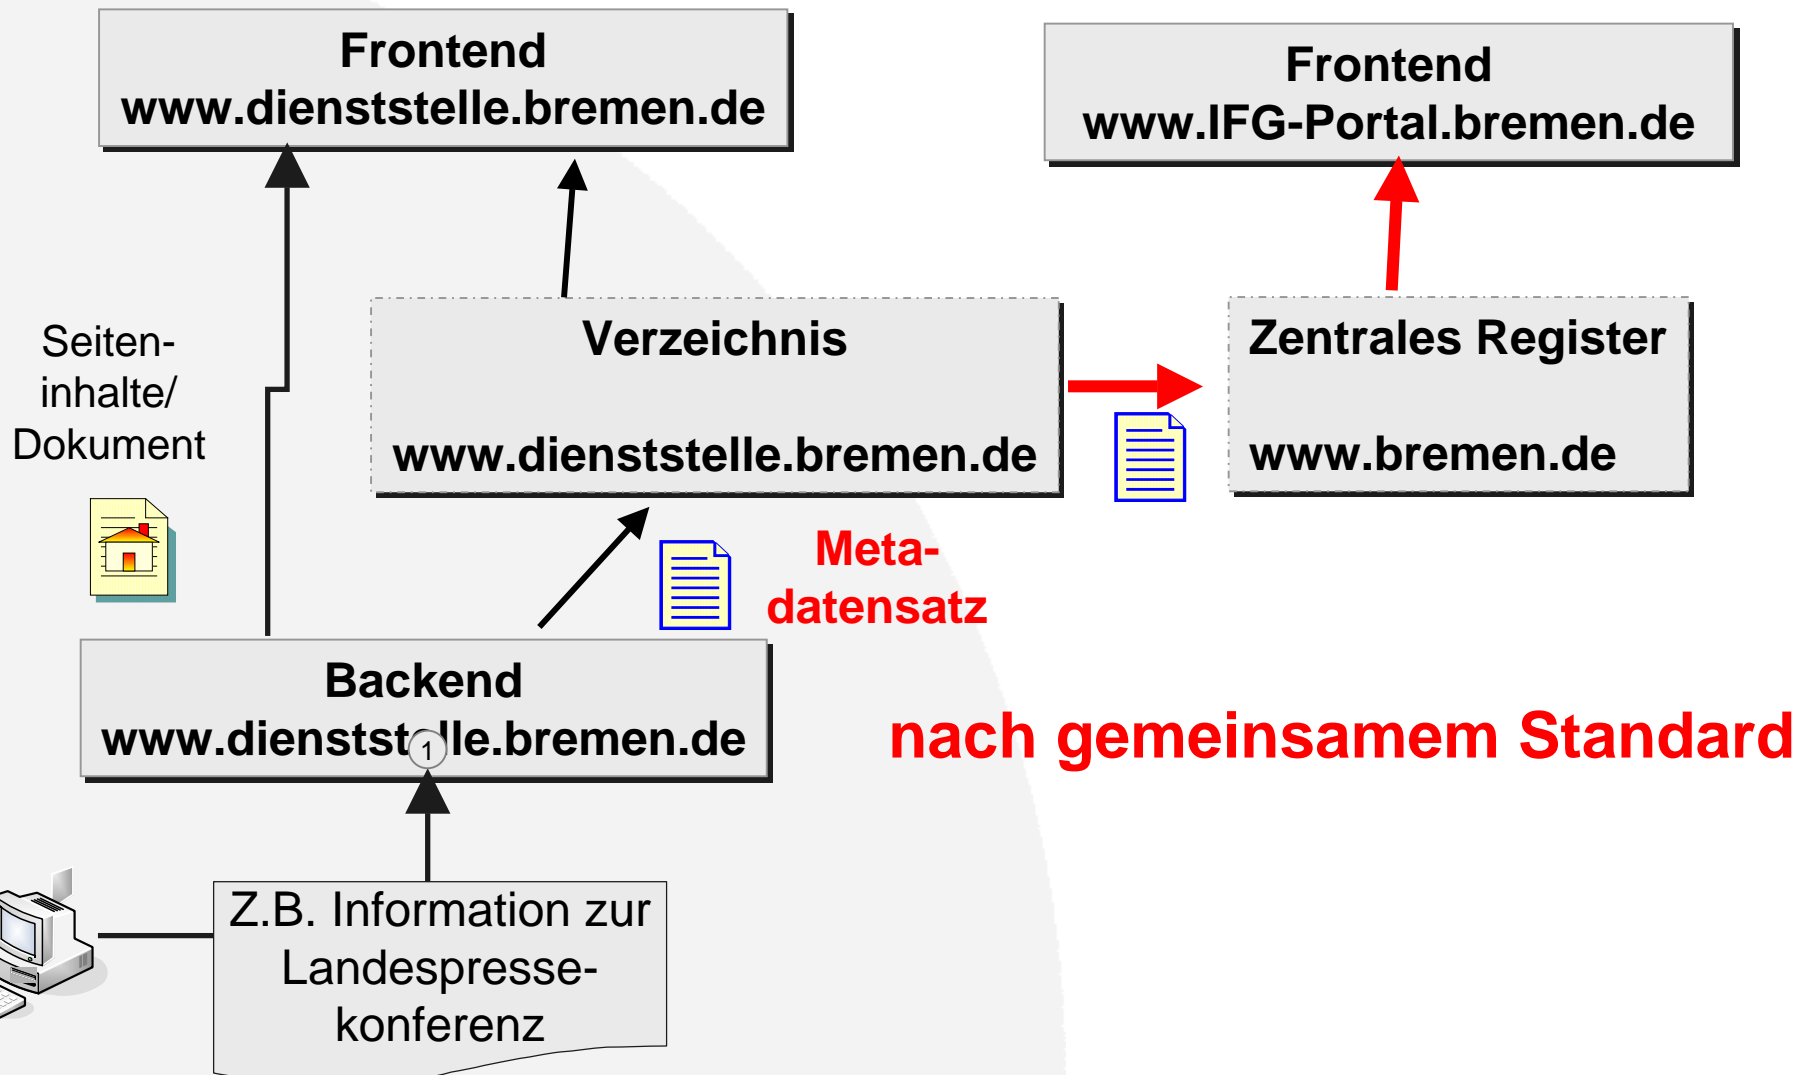 Frontend
www.dienststelle.bremen.de
Frontend
www.IFG-Portal.bremen.de
Seiten-
inhalte/
Dokument
Verzeichnis
www.dienststelle.bremen.de
Zentrales Register
www.bremen.de
Meta-
datensatz
Backend
www.dienststelle.bremen.de
1
nach gemeinsamem Standard
Z.B. Information zur
Landespresse-
konferenz